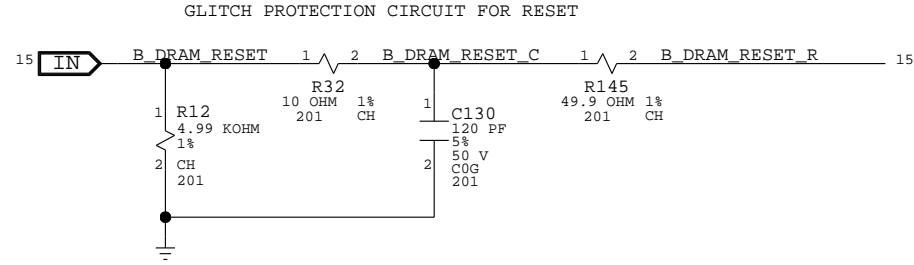 GLITCH PROTECTION CIRCUIT FOR RESET
15 IN B_DRAM_RESET 1 2 B_DRAM_RESET_C 1 2 B_DRAM_RESET_R 15
R32
10 OHM 1%
201 CH
R145
49.9 OHM 1%
201 CH
1 R12
4.99 KOHM
1%
2 CH
201
1 C130
120 PF
5%
2 50 V
C0G
201